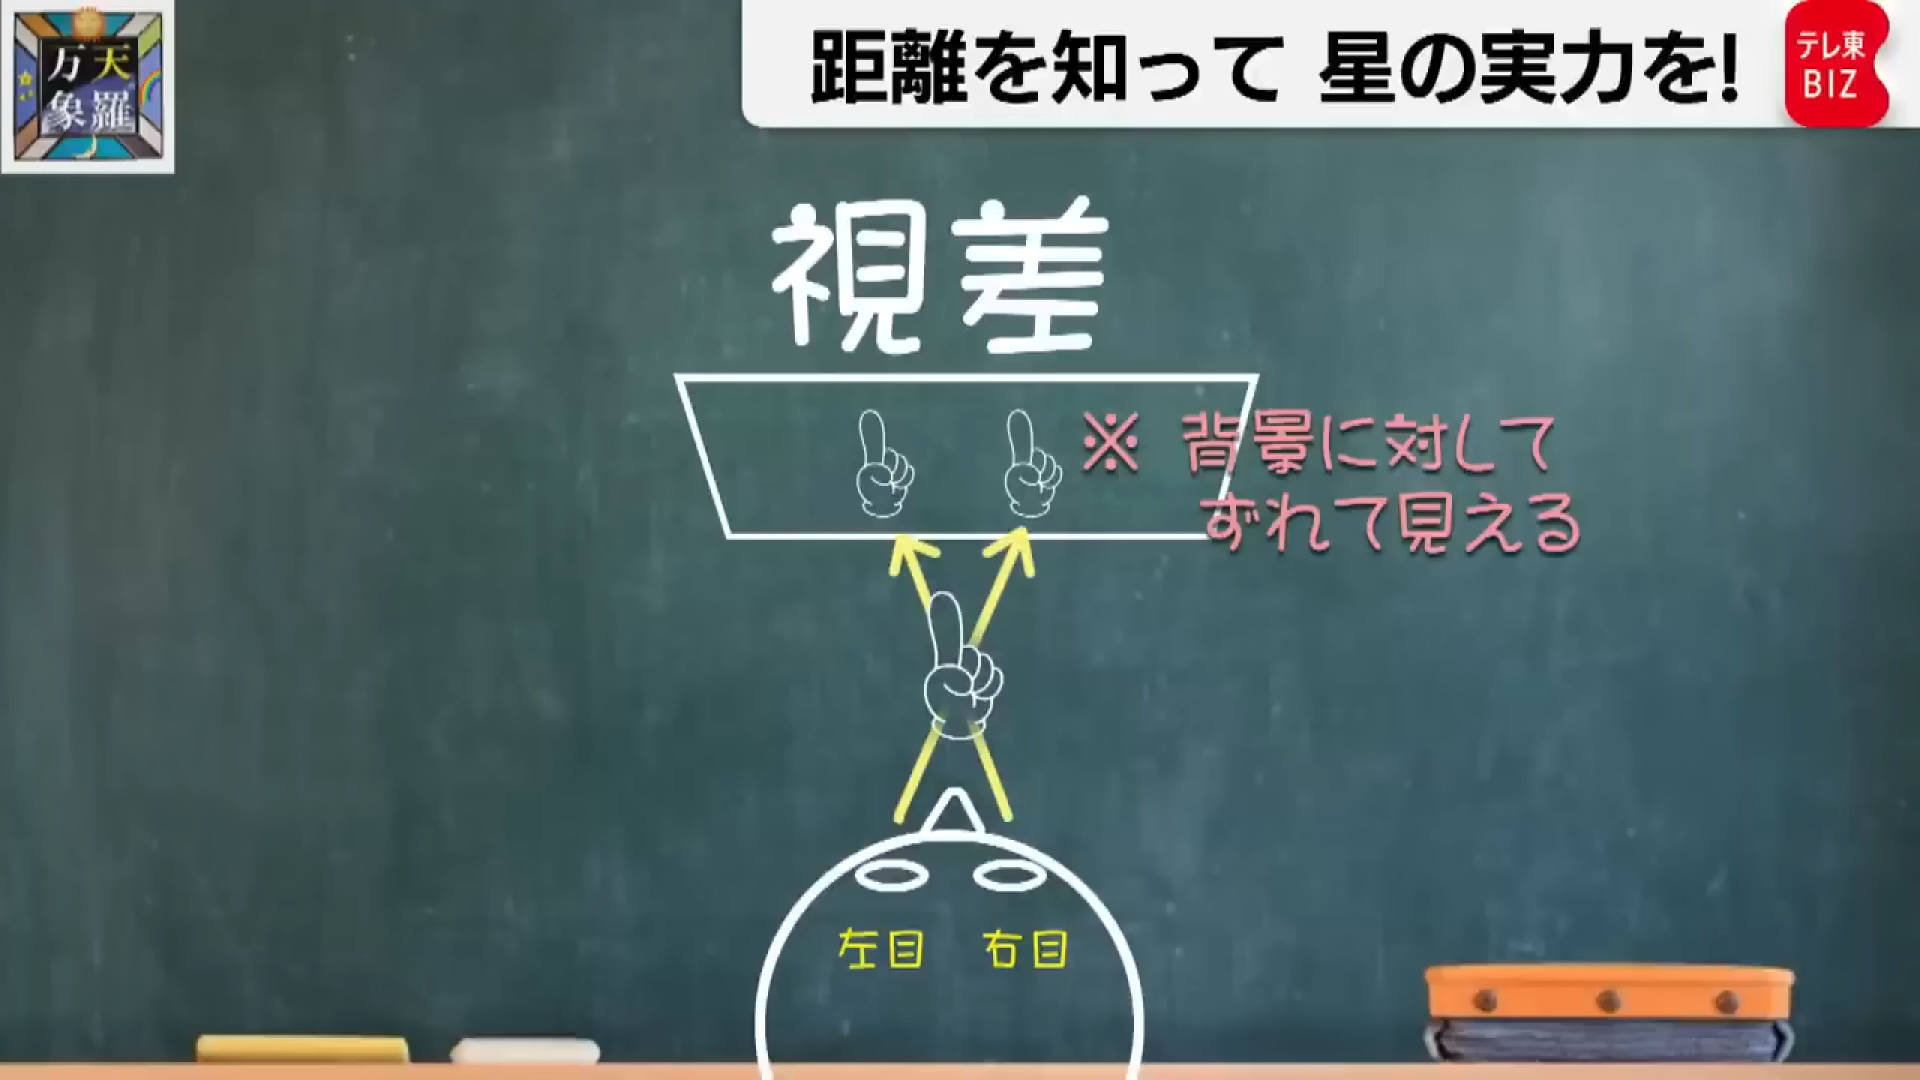 天羅
万象
距離を知って 星の実力を!
テレ東
BIZ
視差
※ 背景に対して
ずれて見える
左目 右目